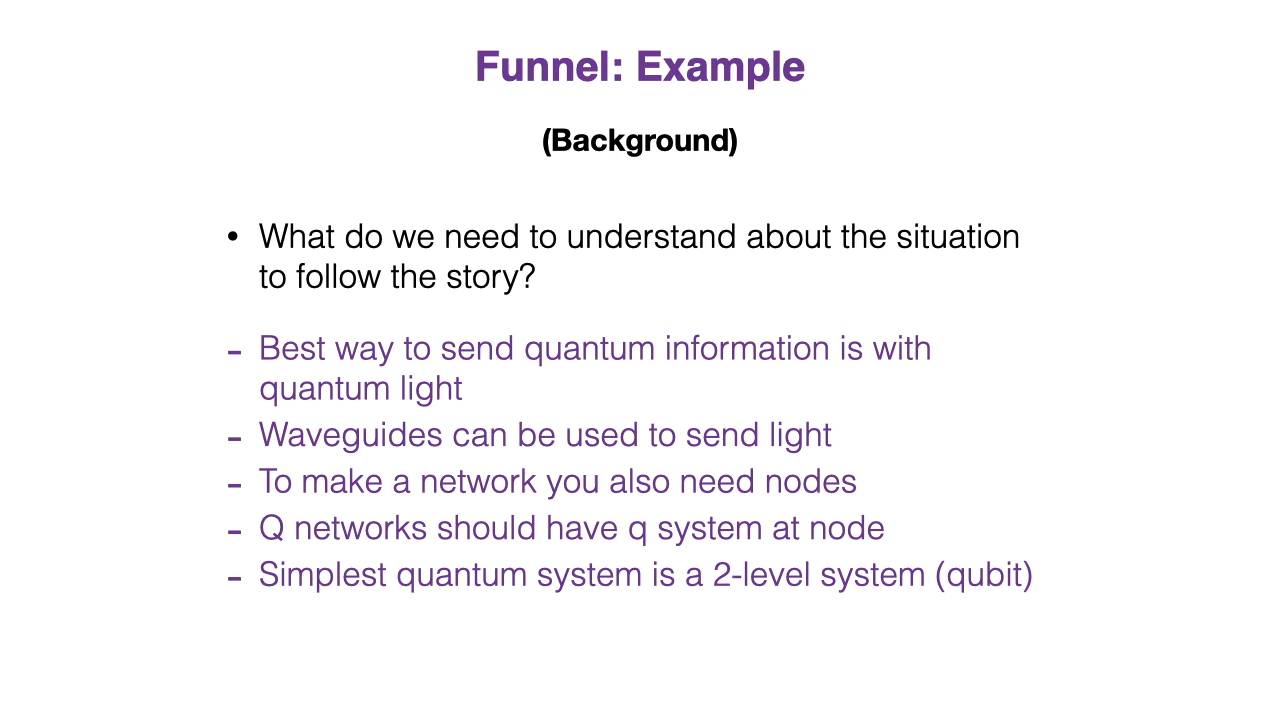 Funnel: Example
(Background)
• What do we need to understand about the situation
to follow the story?
- Best way to send quantum information is with
quantum light
- Waveguides can be used to send light
- To make a network you also need nodes
- Q networks should have q system at node
- Simplest quantum system is a 2-level system (qubit)